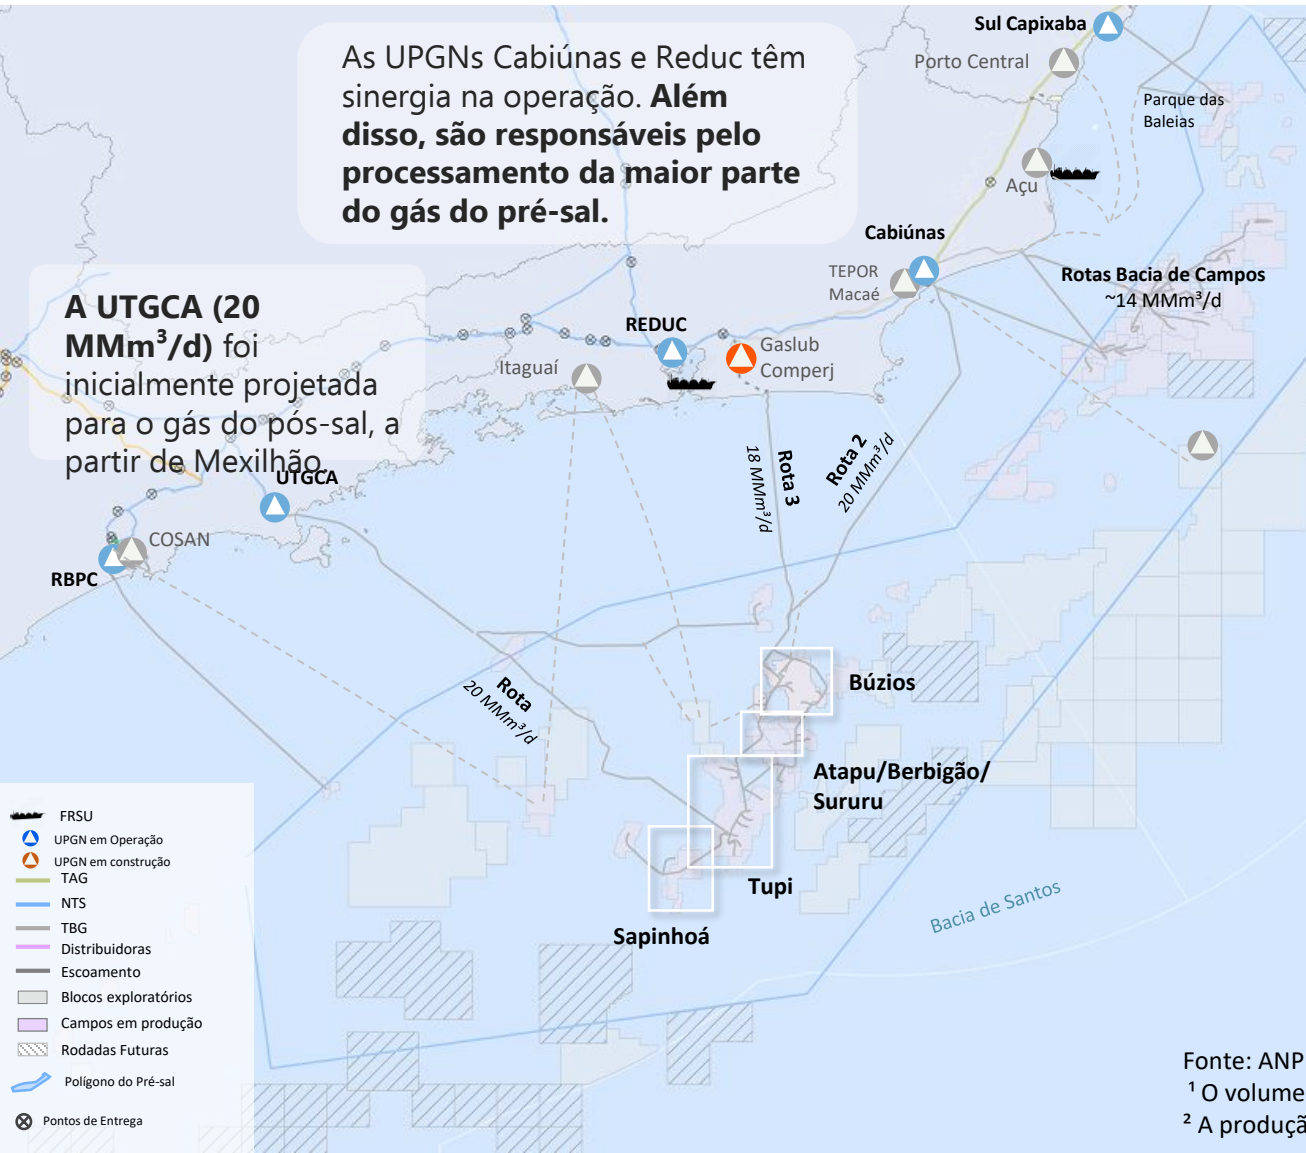 Sul Capixaba
Porto Central
As UPGNs Cabiúnas e Reduc têm
sinergia na operação. Além
disso, são responsáveis pelo
processamento da maior parte
do gás do pré-sal.
Parque das
Baleias
Açu
Cabiúnas
TEPOR
Macaé
Rotas Bacia de Campos
~14 MMm³/d
A UTGCA (20
MMm³/d) foi
inicialmente projetada
para o gás do pós-sal, a
partir de Mexilhão.
REDUC
Gaslub
Comperj
Itaguaí
UTGCA
COSAN
RBPC
Rota 3
18 MMm³/d
Rota 2
20 MMm³/d
Rota
20 MMm³/d
Búzios
Atapu/Berbigão/
Sururu
Tupi
Sapinhoá
Bacia de Santos
FRSU
UPGN em Operação
UPGN em construção
TAG
NTS
TBG
Distribuidoras
Escoamento
Blocos exploratórios
Campos em produção
Rodadas Futuras
Polígono do Pré-sal
Pontos de Entrega
Fonte: ANP
¹ O volume
² A produçã